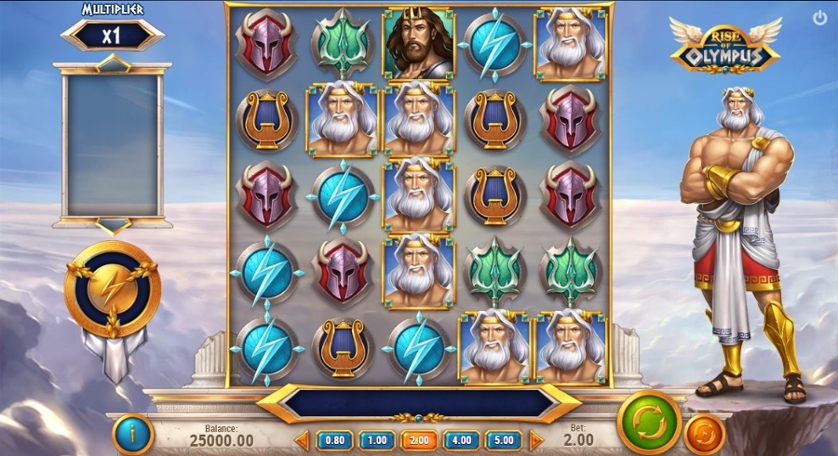 Multiplier
x1
RISE
OF
OLYMPUS
Balance:
25000.00
0.80 1.00 2.00 4.00 5.00
Bet:
2.00